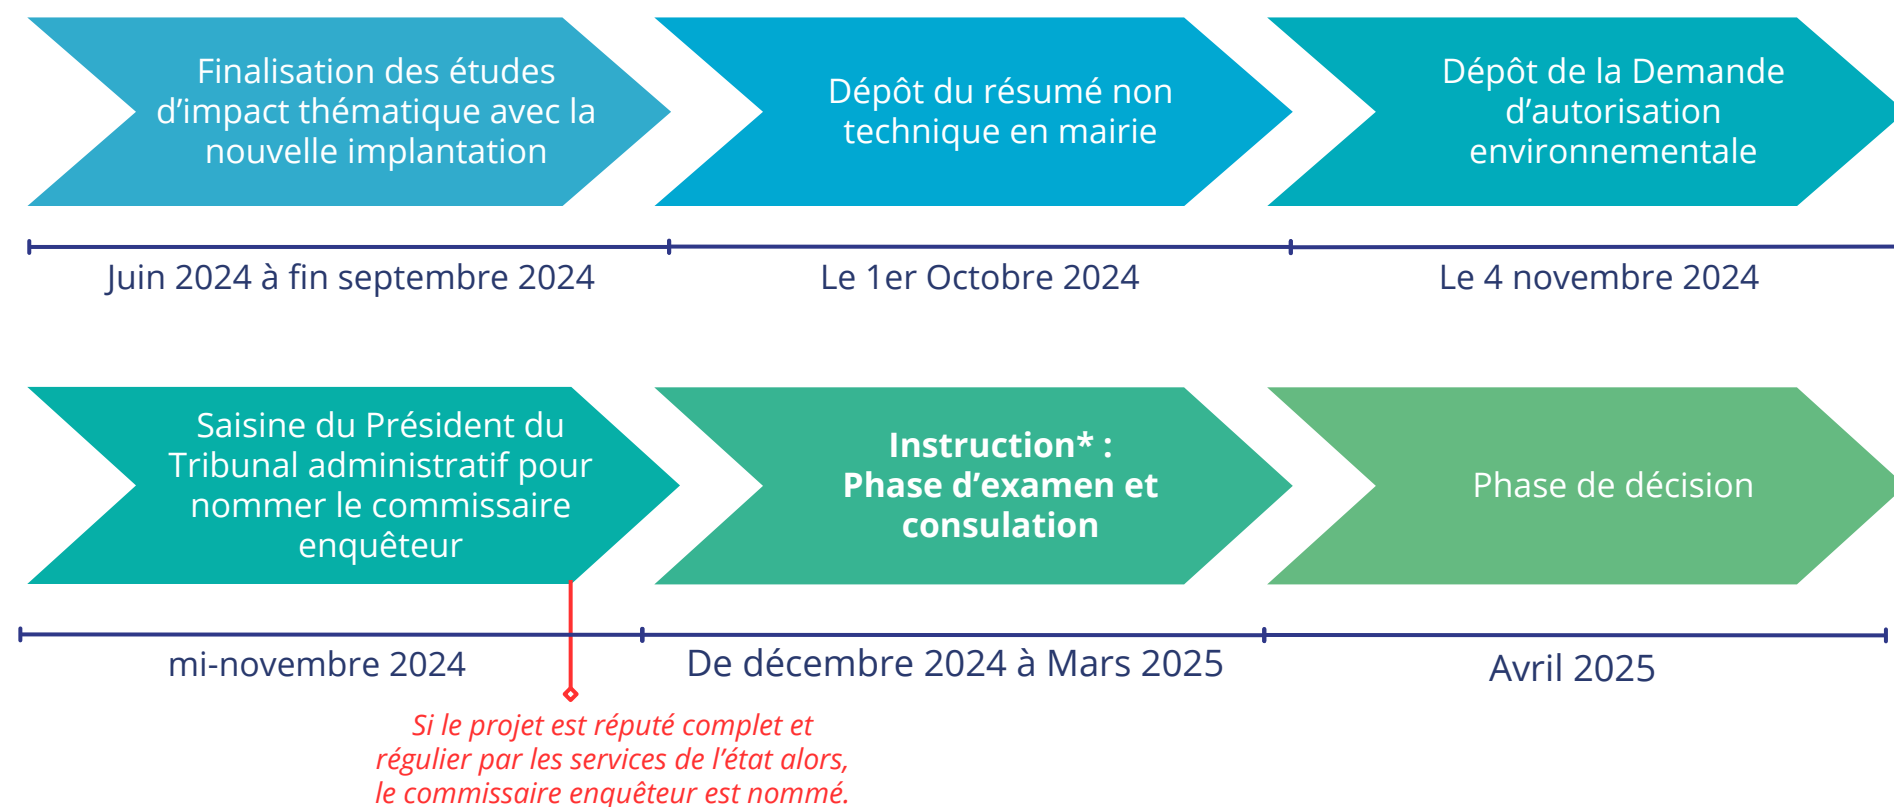 Finalisation des études
d'impact thématique avec la
nouvelle implantation
Dépôt du résumé non
technique en mairie
Dépôt de la Demande
d'autorisation
environnementale
Juin 2024 à fin septembre 2024
Le 1er Octobre 2024
Le 4 novembre 2024
Saisine du Président du
Tribunal administratif pour
nommer le commissaire
enquêteur
Instruction* :
Phase d'examen et
consulation
Phase de décision
mi-novembre 2024
De décembre 2024 à Mars 2025
Avril 2025
Si le projet est réputé complet et
régulier par les services de l'état alors,
le commissaire enquêteur est nommé.